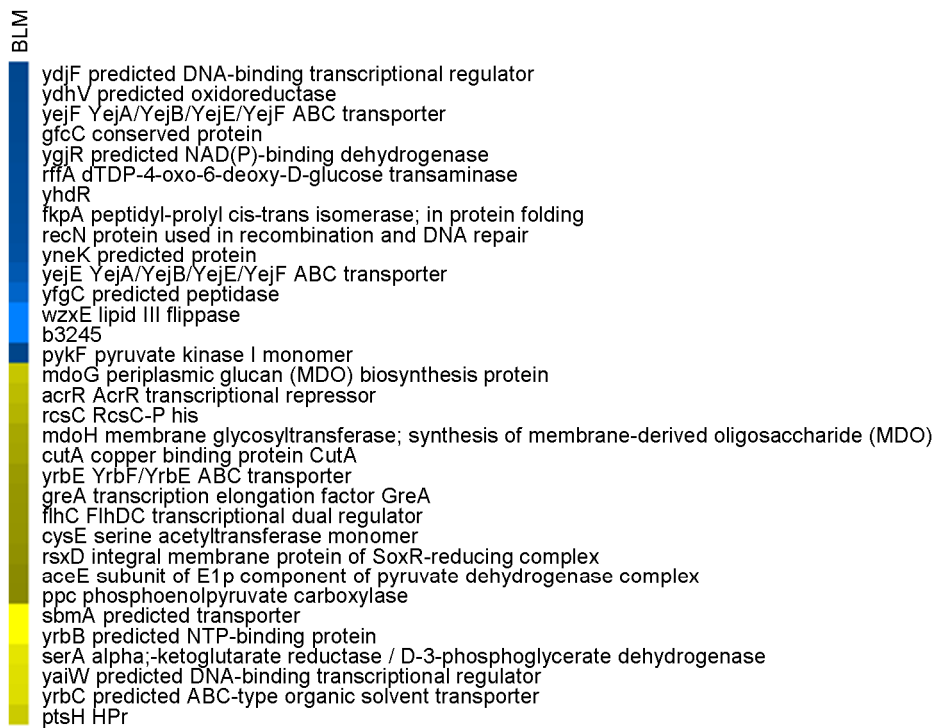 BLM
ydjF predicted DNA-binding transcriptional regulator
ydhV predicted oxidoreductase
yejF YejA/YejB/YejE/YejF ABC transporter
gfcC conserved protein
ygjR predicted NAD(P)-binding dehydrogenase
rffA dTDP-4-oxo-6-deoxy-D-glucose transaminase
yhdR
fkpA peptidyl-prolyl cis-trans isomerase; in protein folding
recN protein used in recombination and DNA repair
yneK predicted protein
yejE YejA/YejB/YejE/YejF ABC transporter
yfgC predicted peptidase
wzxE lipid III flippase
b3245
pykF pyruvate kinase I monomer
mdoG periplasmic glucan (MDO) biosynthesis protein
acrR AcrR transcriptional repressor
rcsC RcsC-P his
mdoH membrane glycosyltransferase; synthesis of membrane-derived oligosaccharide (MDO)
cutA copper binding protein CutA
yrbE YrbF/YrbE ABC transporter
greA transcription elongation factor GreA
flhC FlhDC transcriptional dual regulator
cysE serine acetyltransferase monomer
rsxD integral membrane protein of SoxR-reducing complex
aceE subunit of E1p component of pyruvate dehydrogenase complex
ppc phosphoenolpyruvate carboxylase
sbmA predicted transporter
yrbB predicted NTP-binding protein
serA alpha;-ketoglutarate reductase / D-3-phosphoglycerate dehydrogenase
yaiW predicted DNA-binding transcriptional regulator
yrbC predicted ABC-type organic solvent transporter
ptsH HPr